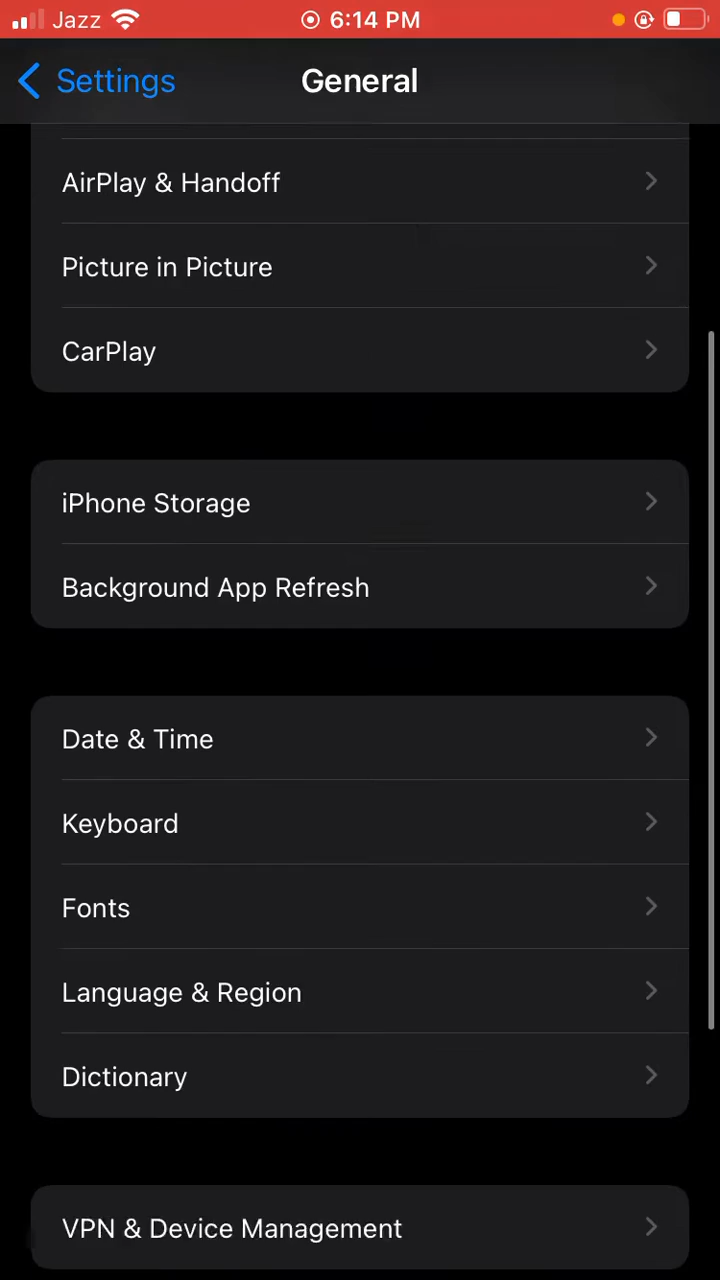 Jazz 6:14 PM
Settings General
AirPlay & Handoff
Picture in Picture
CarPlay
iPhone Storage
Background App Refresh
Date & Time
Keyboard
Fonts
Language & Region
Dictionary
VPN & Device Management